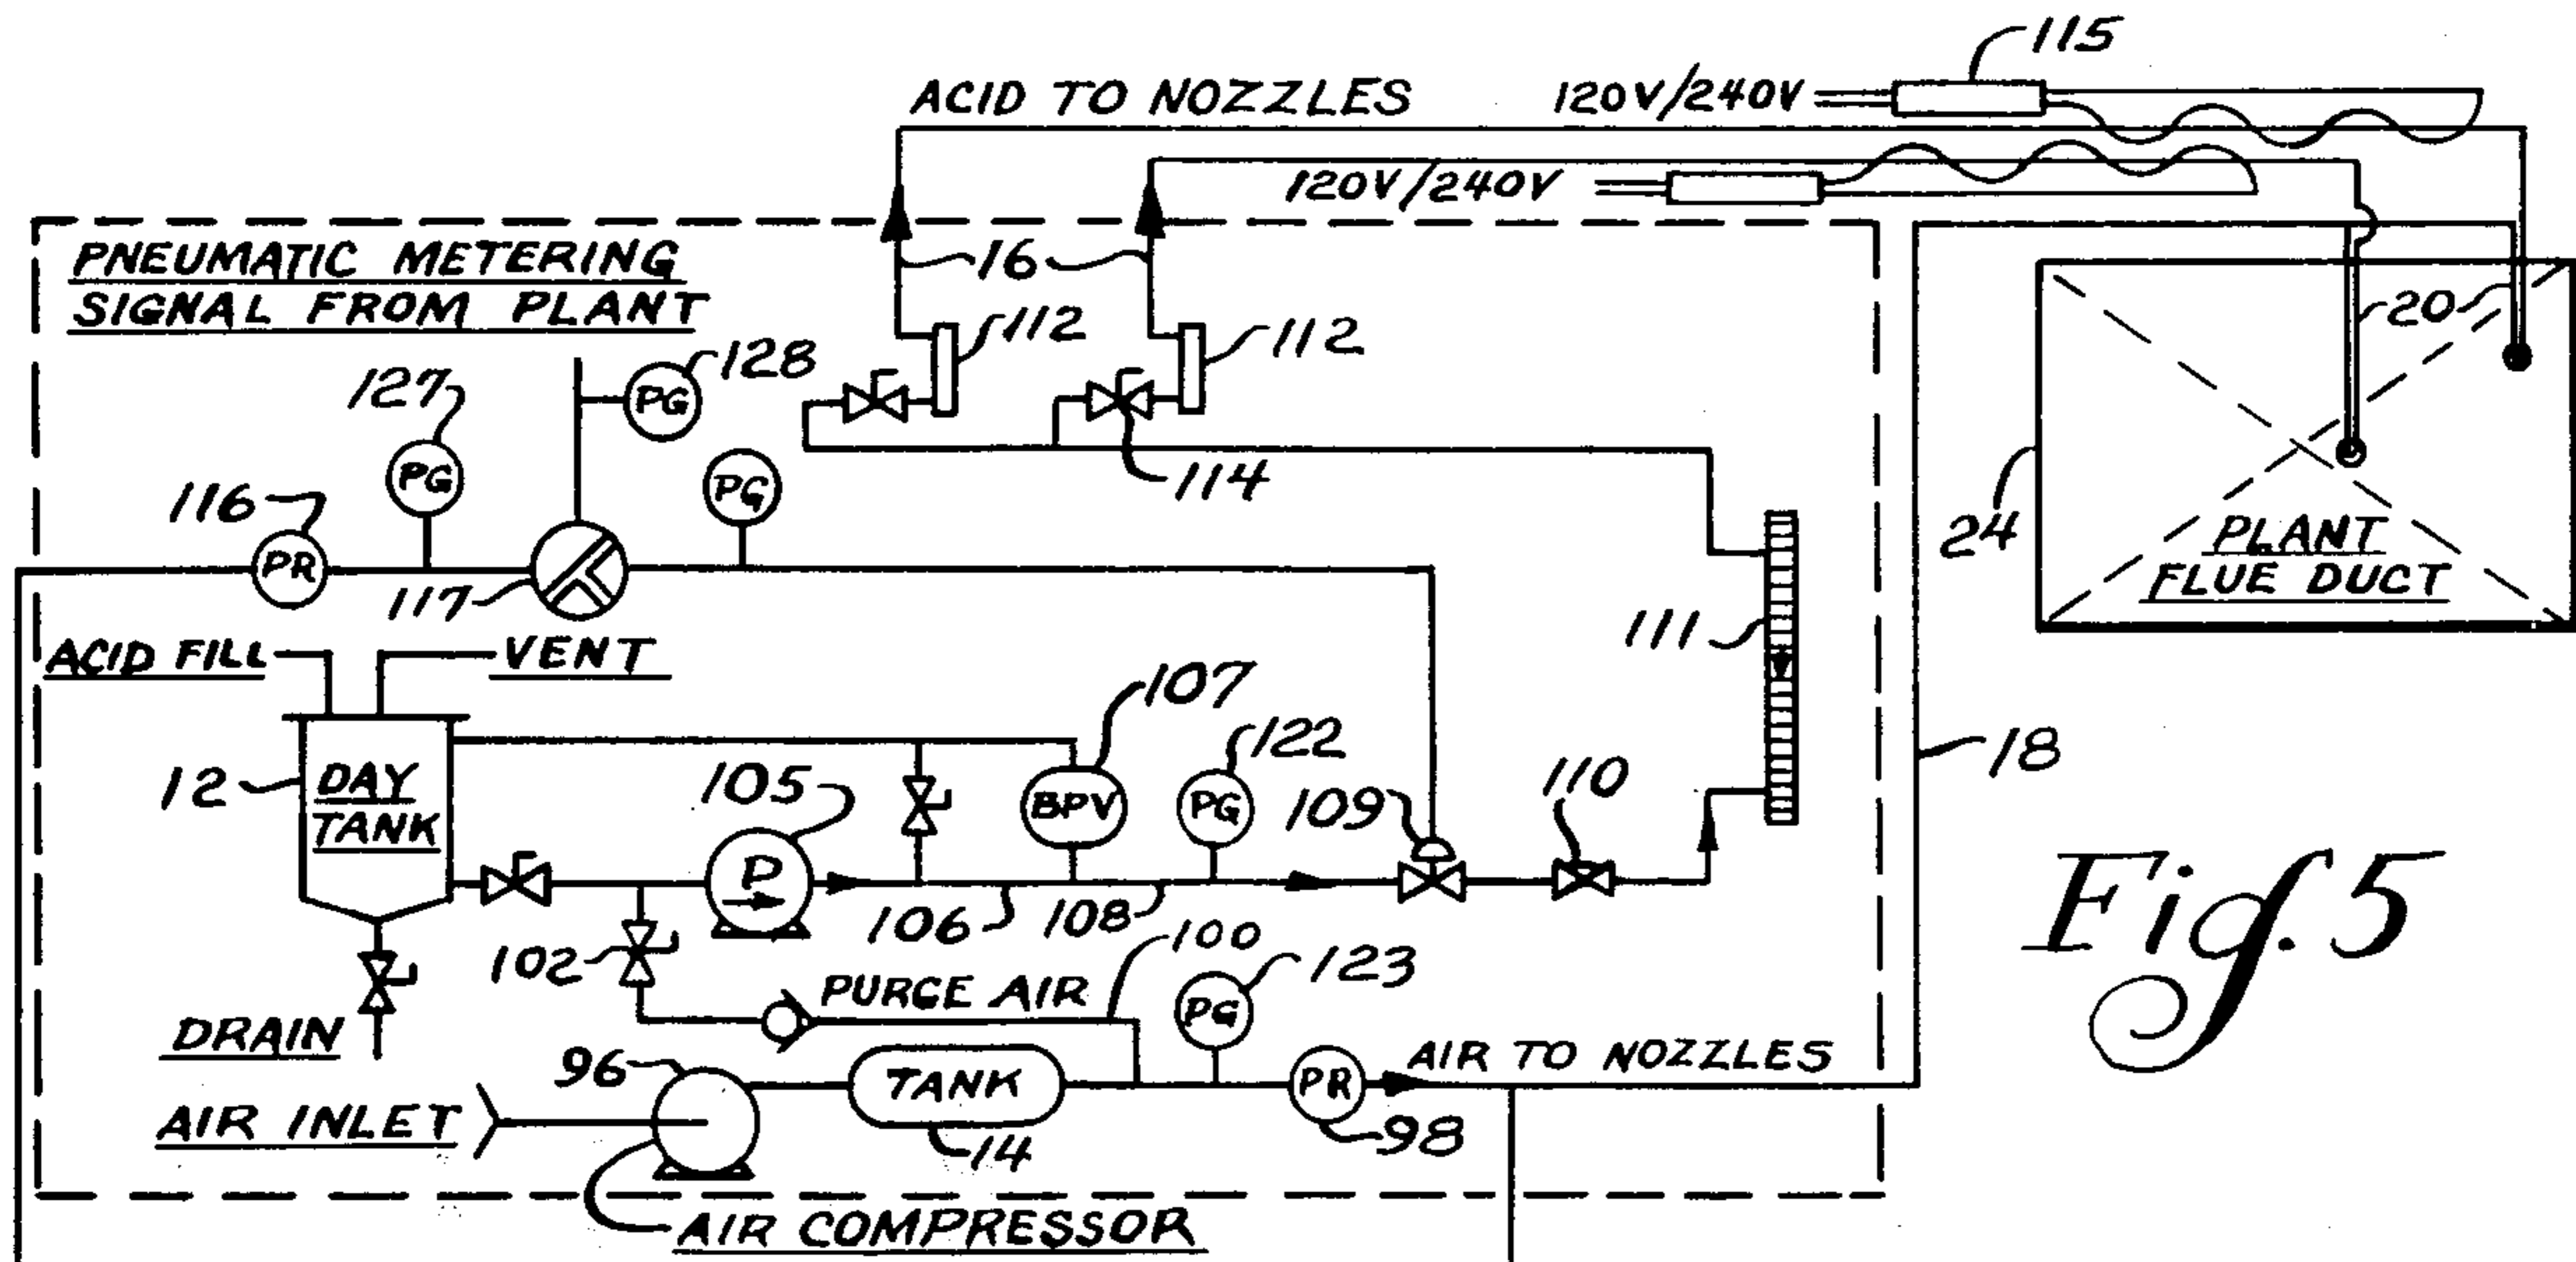 115
ACID TO NOZZLES
120V/240V
120V/240V
PNEUMATIC METERING
SIGNAL FROM PLANT
16
20
112
112
128
PG
127
PG
PG
114
116
PR
117
24
PLANT
FLUE DUCT
111
ACID FILL
VENT
107
122
18
12
DAY
TANK
105
BPV
PG
109
110
P
106
108
100
102
123
PURGE AIR
PG
DRAIN
96
TANK
PR
AIR TO NOZZLES
AIR INLET
14
98
AIR COMPRESSOR
Fig. 5